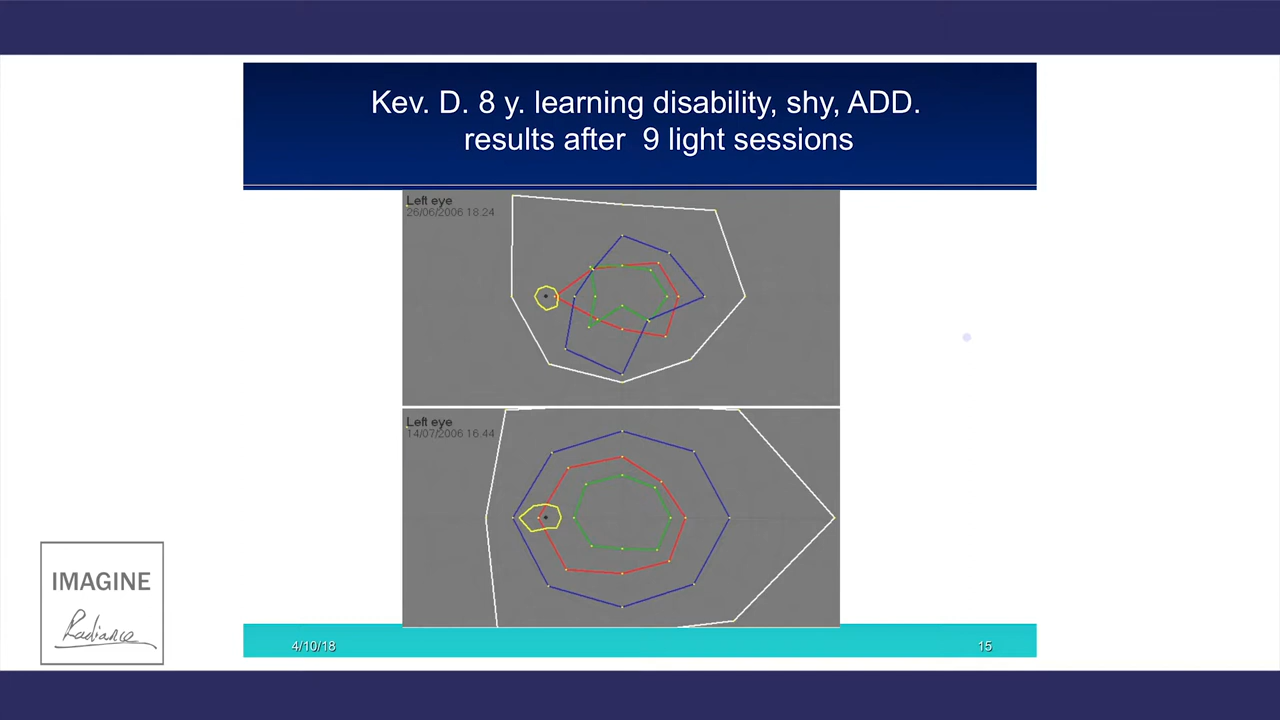 Kev. D. 8 y. learning disability, shy, ADD.
results after 9 light sessions
Left eye
26/06/2006 18.24
Left eye
14/07/2006 16:44
IMAGINE
Radiance
4/10/18
15